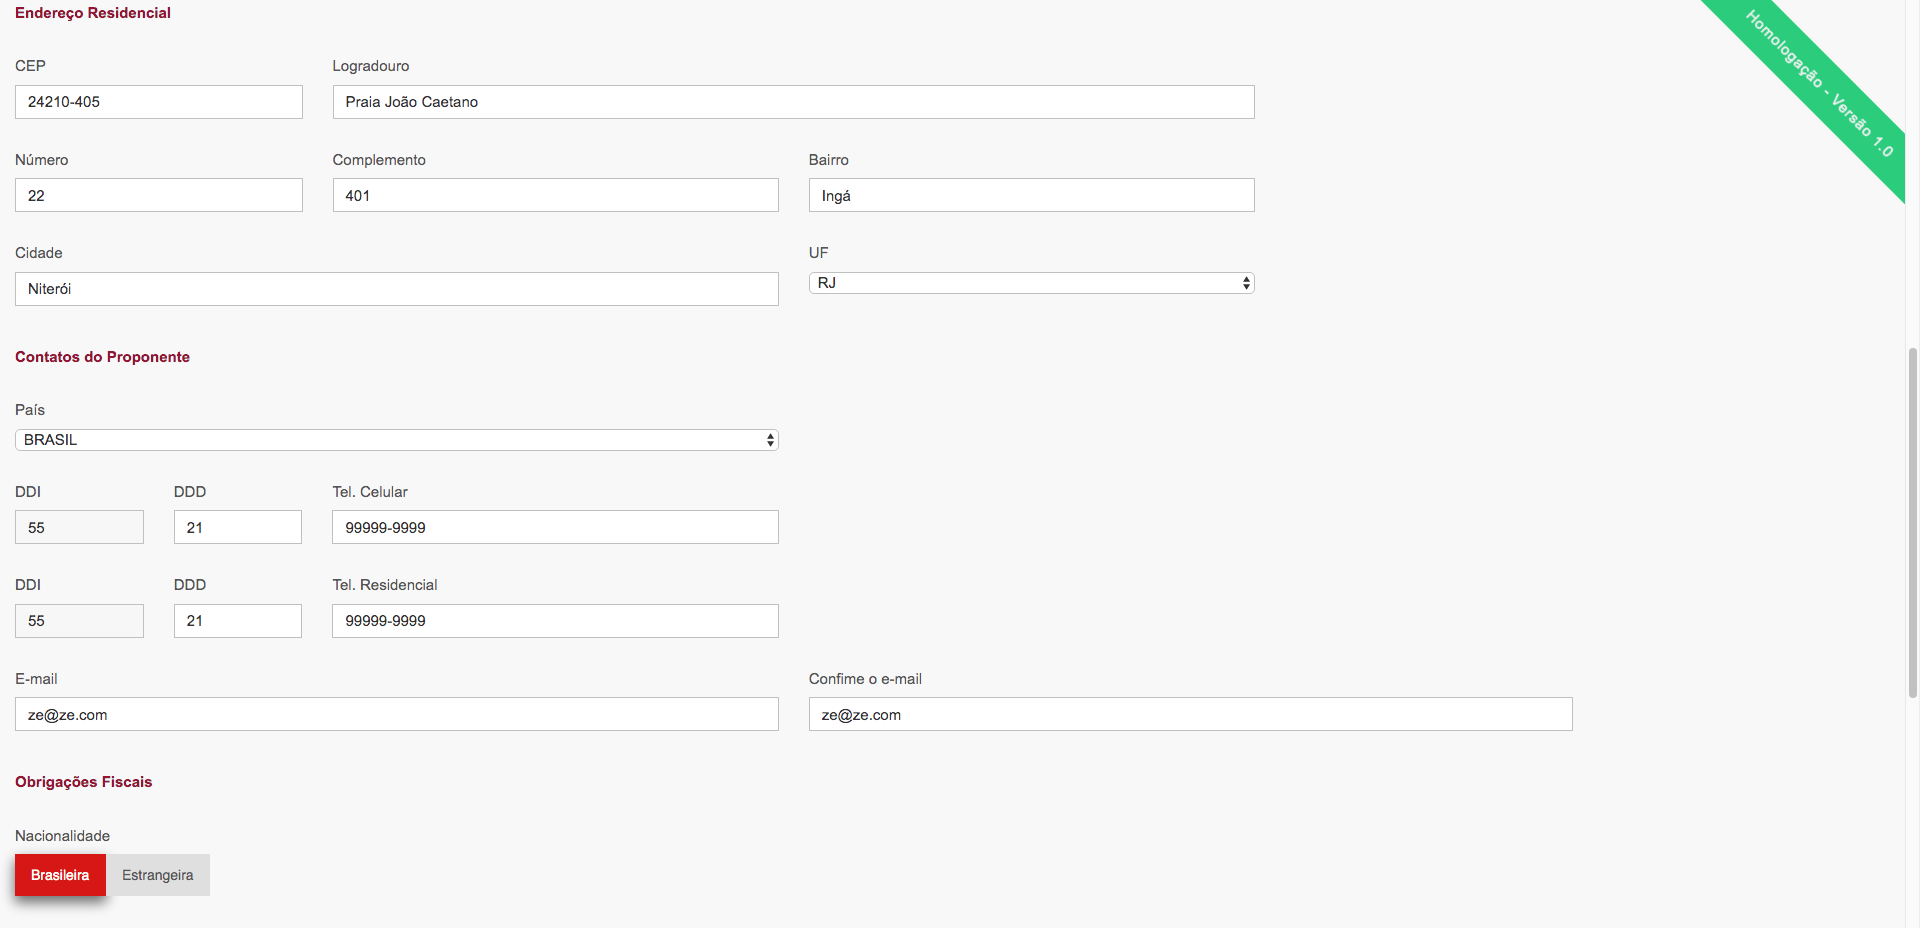 Endereço Residencial
Homologação - Versão 1.0
CEP
Logradouro
24210-405
Praia João Caetano
Número
Complemento
Bairro
22
401
Ingá
Cidade
UF
Niterói
RJ
Contatos do Proponente
País
BRASIL
DDI
DDD
Tel. Celular
55
21
99999-9999
DDI
DDD
Tel. Residencial
55
21
99999-9999
E-mail
Confime o e-mail
ze@ze.com
ze@ze.com
Obrigações Fiscais
Nacionalidade
Brasileira
Estrangeira